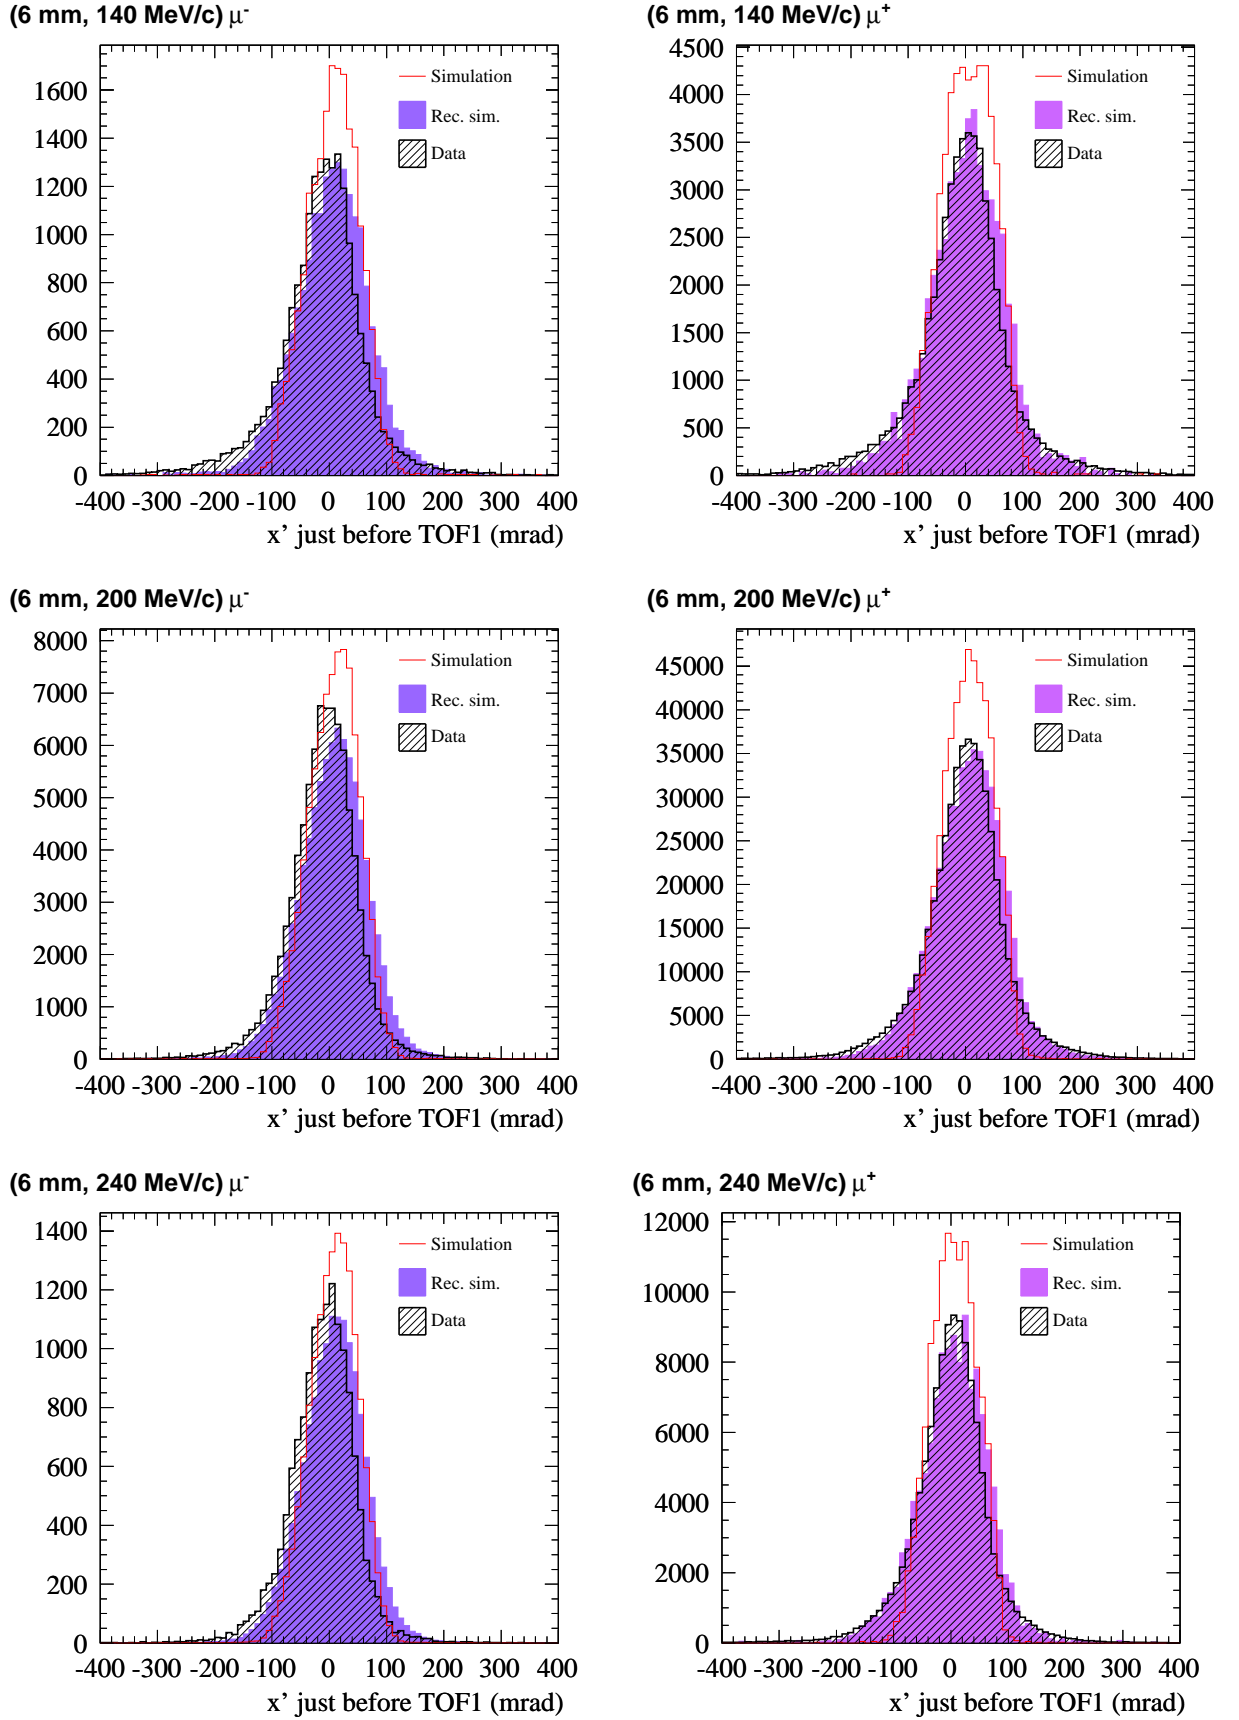 (6 mm, 140 MeV/c) μ-
1600
1400
1200
1000
800
600
400
200
0
-400 -300 -200 -100 0 100 200 300 400
x’ just before TOF1 (mrad)
Simulation
Rec. sim.
Data
(6 mm, 140 MeV/c) μ+
4500
4000
3500
3000
2500
2000
1500
1000
500
0
-400 -300 -200 -100 0 100 200 300 400
x’ just before TOF1 (mrad)
Simulation
Rec. sim.
Data
(6 mm, 200 MeV/c) μ-
8000
7000
6000
5000
4000
3000
2000
1000
0
-400 -300 -200 -100 0 100 200 300 400
x’ just before TOF1 (mrad)
Simulation
Rec. sim.
Data
(6 mm, 200 MeV/c) μ+
45000
40000
35000
30000
25000
20000
15000
10000
5000
0
-400 -300 -200 -100 0 100 200 300 400
x’ just before TOF1 (mrad)
Simulation
Rec. sim.
Data
(6 mm, 240 MeV/c) μ-
1400
1200
1000
800
600
400
200
0
-400 -300 -200 -100 0 100 200 300 400
x’ just before TOF1 (mrad)
Simulation
Rec. sim.
Data
(6 mm, 240 MeV/c) μ+
12000
10000
8000
6000
4000
2000
0
-400 -300 -200 -100 0 100 200 300 400
x’ just before TOF1 (mrad)
Simulation
Rec. sim.
Data